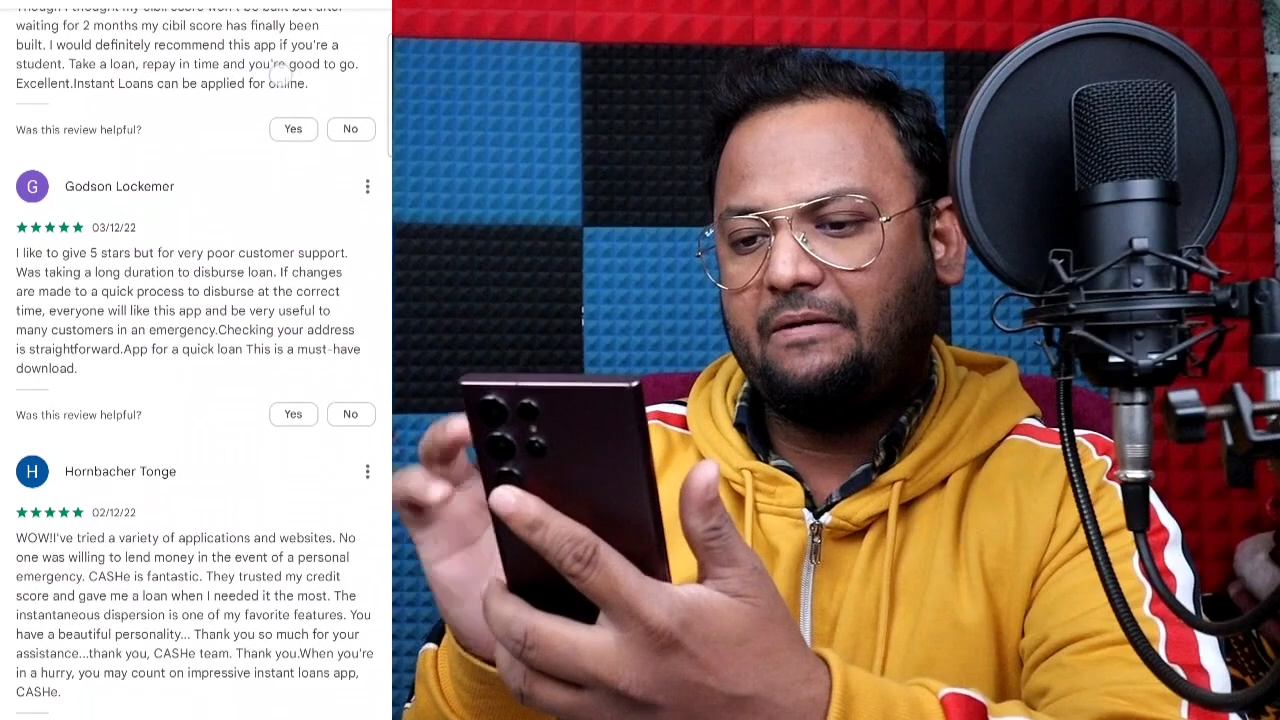 waiting for 2 months my cibil score has finally been
built. I would definitely recommend this app if you're a
student. Take a loan, repay in time and you're good to go.
Excellent.Instant Loans can be applied for online.
Was this review helpful?
Yes
No
G
Godson Lockemer
03/12/22
I like to give 5 stars but for very poor customer support.
Was taking a long duration to disburse loan. If changes
are made to a quick process to disburse at the correct
time, everyone will like this app and be very useful to
many customers in an emergency.Checking your address
is straightforward.App for a quick loan This is a must-have
download.
Was this review helpful?
Yes
No
H
Hornbacher Tonge
02/12/22
WOW!I've tried a variety of applications and websites. No
one was willing to lend money in the event of a personal
emergency. CASHe is fantastic. They trusted my credit
score and gave me a loan when I needed it the most. The
instantaneous dispersion is one of my favorite features. You
have a beautiful personality... Thank you so much for your
assistance...thank you, CASHe team. Thank you.When you're
in a hurry, you may count on impressive instant loans app,
CASHe.